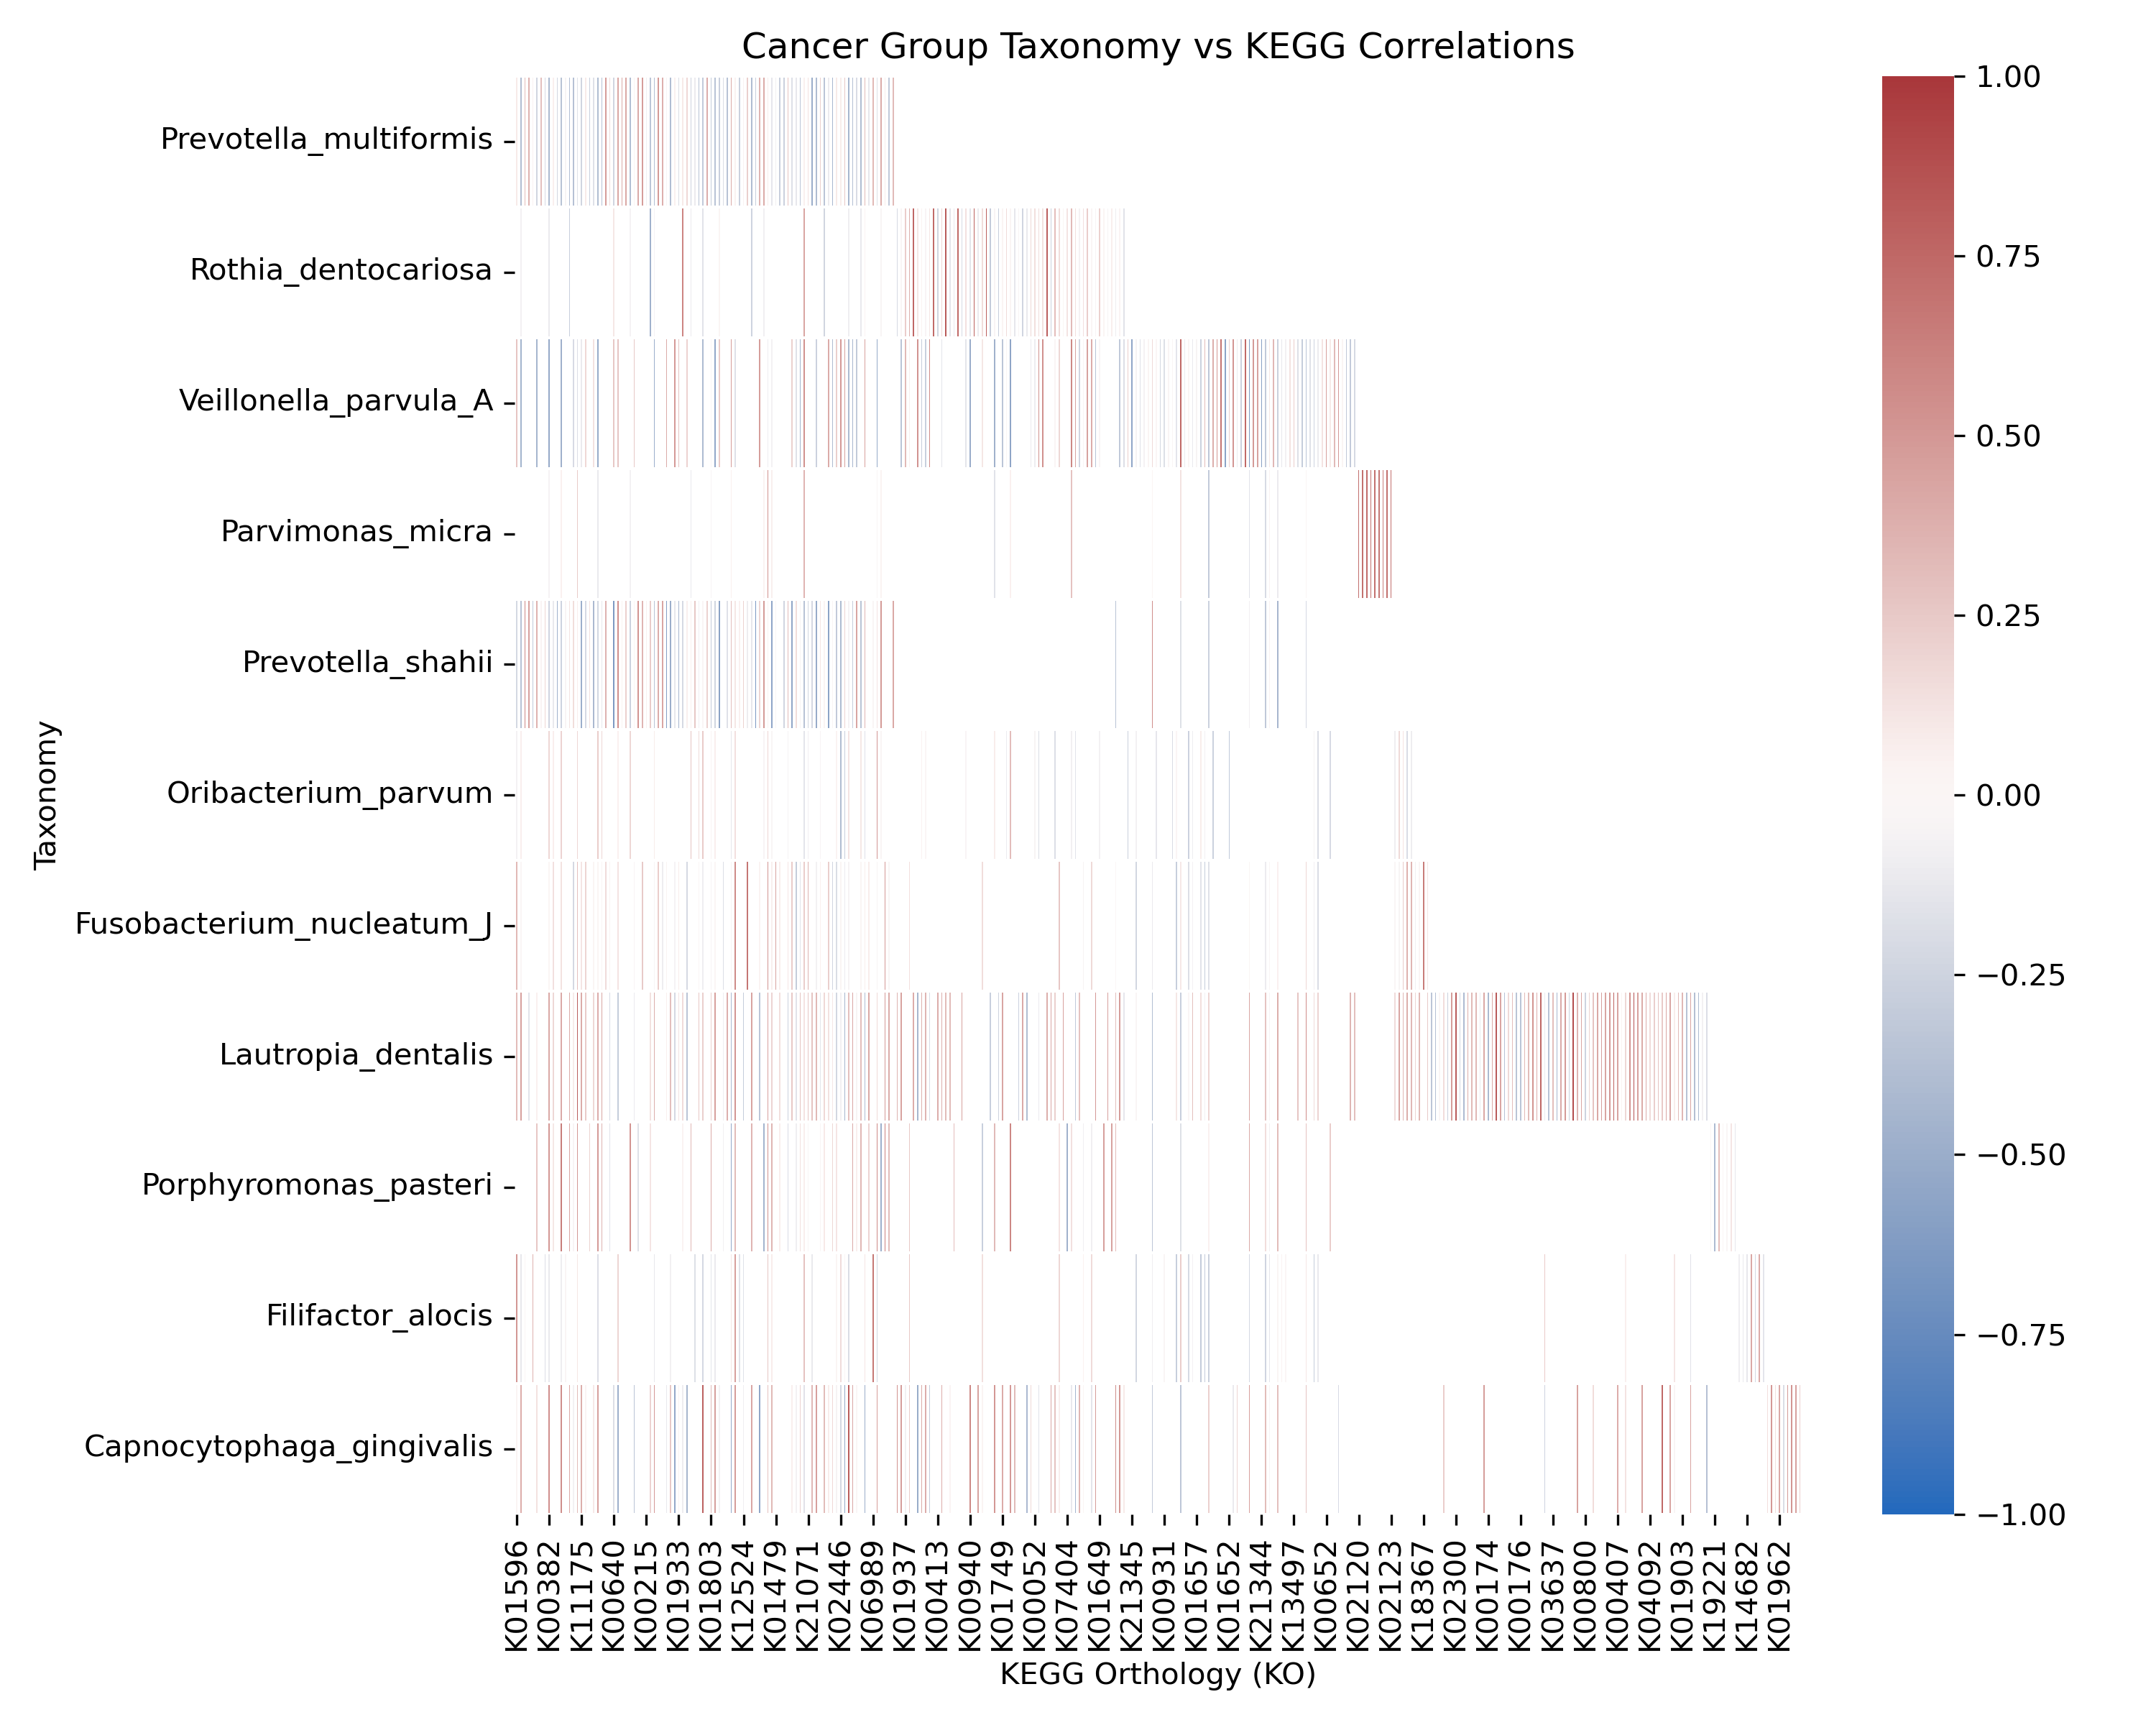 Cancer Group Taxonomy vs KEGG Correlations
Taxonomy
Prevotella_multiformis
Rothia_dentocariosa
Veillonella_parvula_A
Parvimonas_micra
Prevotella_shahii
Oribacterium_parvum
Fusobacterium_nucleatum_J
Lautropia_dentalis
Porphyromonas_pasteri
Filifactor_alocis
Capnocytophaga_gingivalis
K01596
K00382
K11175
K00640
K00215
K01933
K01803
K12524
K01479
K21071
K02446
K06989
K01937
K00413
K00940
K01749
K00052
K07404
K01649
K21345
K00931
K01657
K01652
K21344
K13497
K00652
K02120
K02123
K18367
K02300
K00174
K00176
K03637
K00800
K00407
K04092
K01903
K19221
K14682
K01962
KEGG Orthology (KO)
1.00
0.75
0.50
0.25
0.00
−0.25
−0.50
−0.75
−1.00